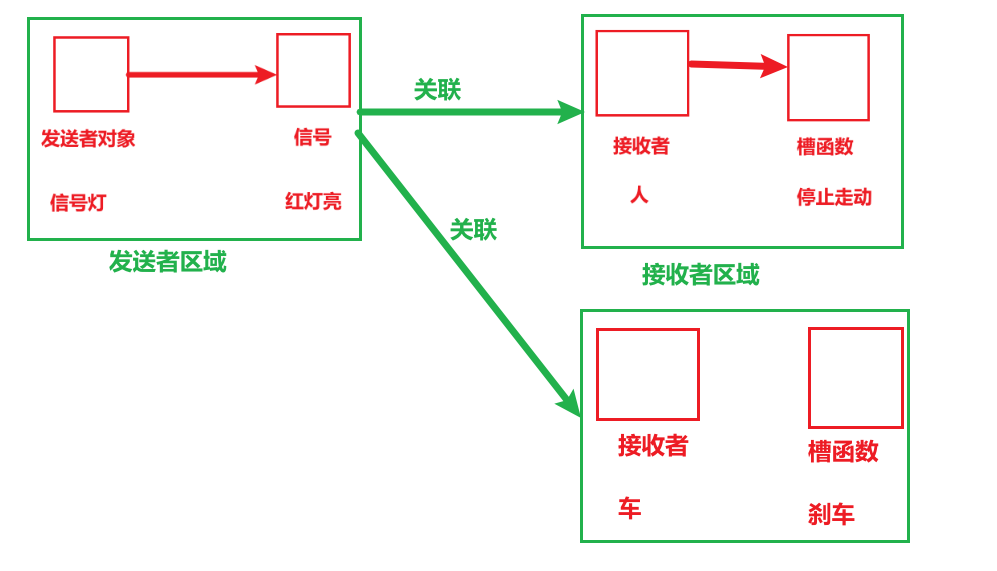 发送者对象
信号
信号灯
红灯亮
发送者区域
关联
关联
接收者
槽函数
人
停止走动
接收者区域
接收者
槽函数
车
刹车